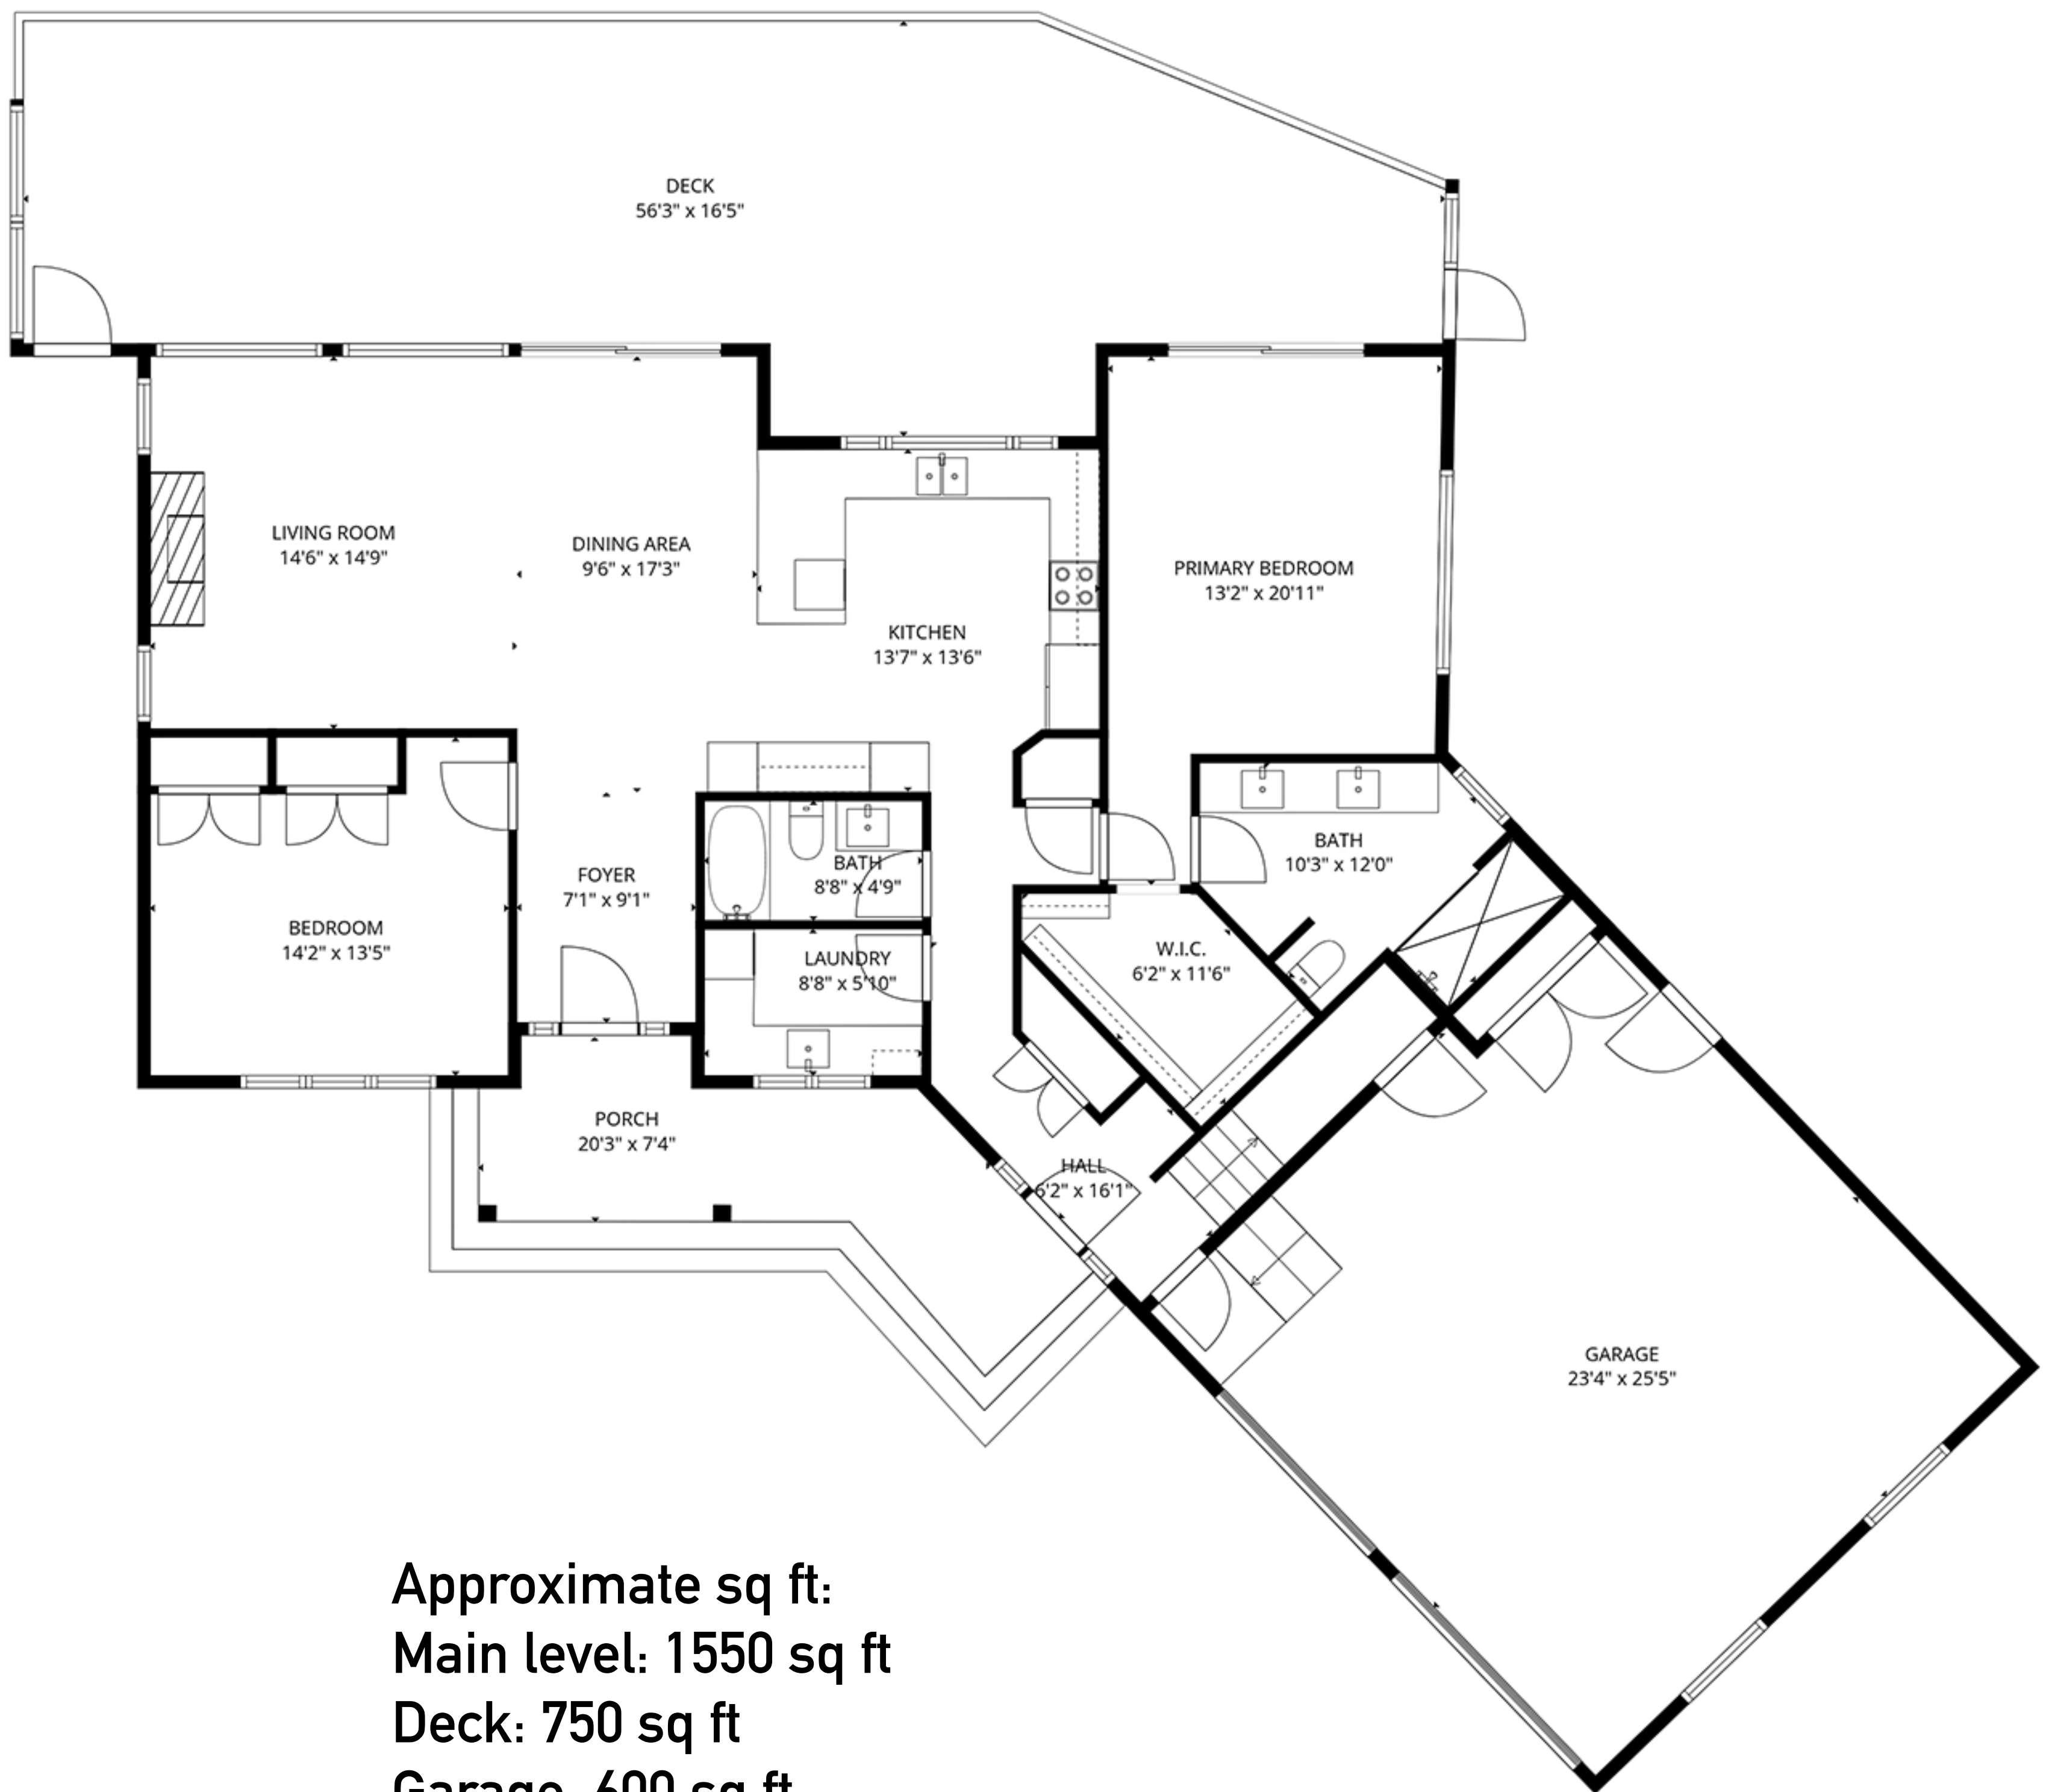 DECK
56'3" x 16'5"
LIVING ROOM
14'6" x 14'9"
DINING AREA
9'6" x 17'3"
KITCHEN
13'7" x 13'6"
PRIMARY BEDROOM
13'2" x 20'11"
BATH
10'3" x 12'0"
BATH
8'8" x 4'9"
FOYER
7'1" x 9'1"
BEDROOM
14'2" x 13'5"
LAUNDRY
8'8" x 5'10"
W.I.C.
6'2" x 11'6"
PORCH
20'3" x 7'4"
HALL
6'2" x 16'1"
GARAGE
23'4" x 25'5"
Approximate sq ft:
Main level: 1550 sq ft
Deck: 750 sq ft
Garage 600 sq ft